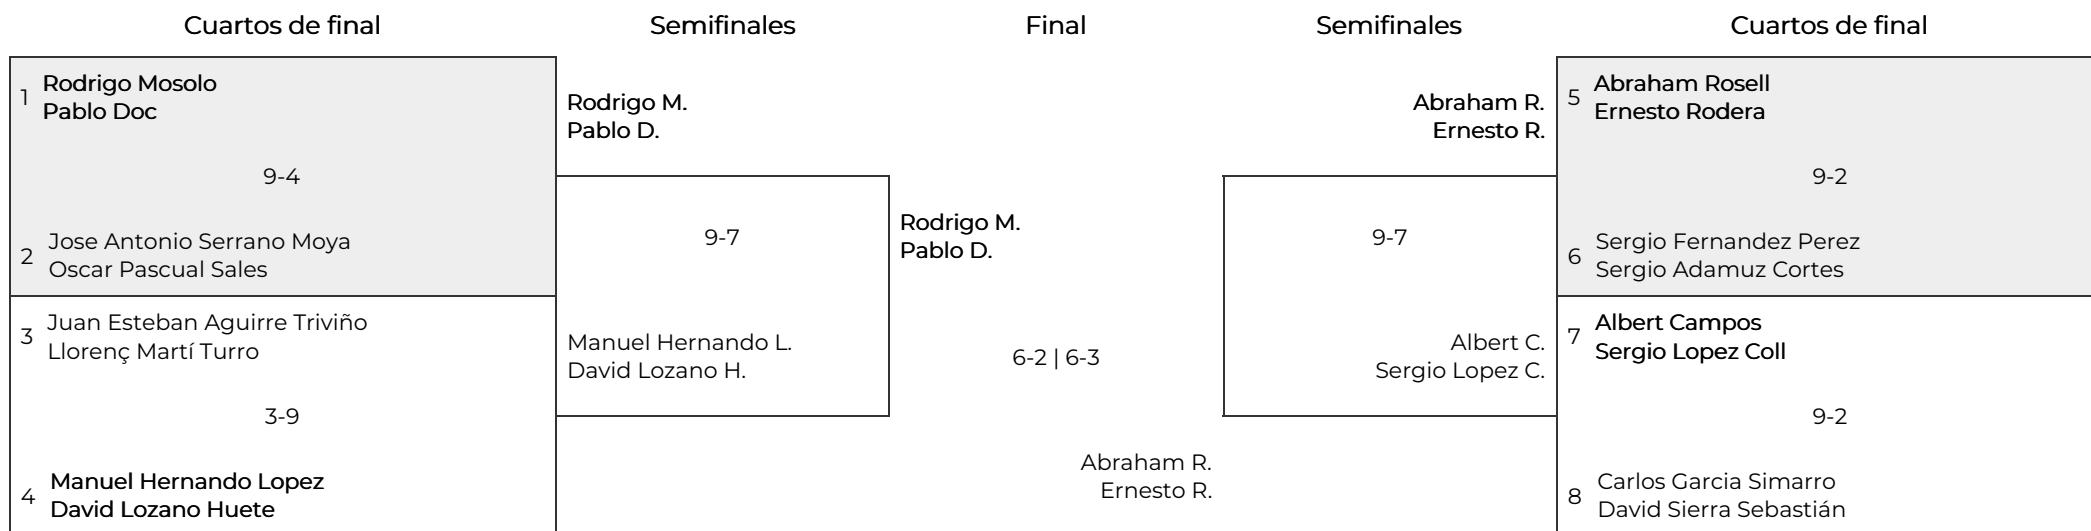 Cuartos de final
Semifinales
Final
Semifinales
Cuartos de final
1
Rodrigo Mosolo
Pablo Doc
9-4
2
Jose Antonio Serrano Moya
Oscar Pascual Sales
3
Juan Esteban Aguirre Triviño
Llorenç Martí Turro
3-9
4
Manuel Hernando Lopez
David Lozano Huete
Rodrigo M.
Pablo D.
9-7
Manuel Hernando L.
David Lozano H.
Rodrigo M.
Pablo D.
6-2 | 6-3
Abraham R.
Ernesto R.
Abraham R.
Ernesto R.
9-7
Albert C.
Sergio Lopez C.
5
Abraham Rosell
Ernesto Rodera
9-2
6
Sergio Fernandez Perez
Sergio Adamuz Cortes
7
Albert Campos
Sergio Lopez Coll
9-2
8
Carlos Garcia Simarro
David Sierra Sebastián